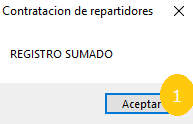 Contratacion de repartidores
REGISTRO SUMADO
Aceptar
1